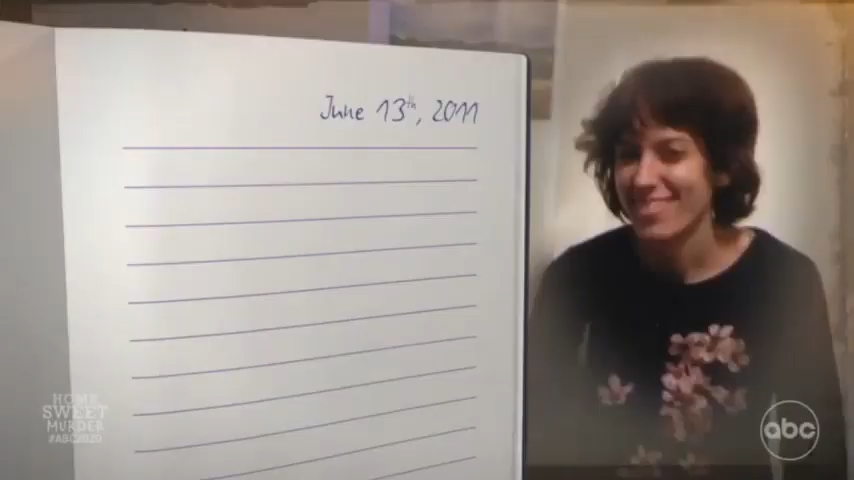 June 13th, 2011
HOME
SWEET
MURDER
#ABC2020
abc